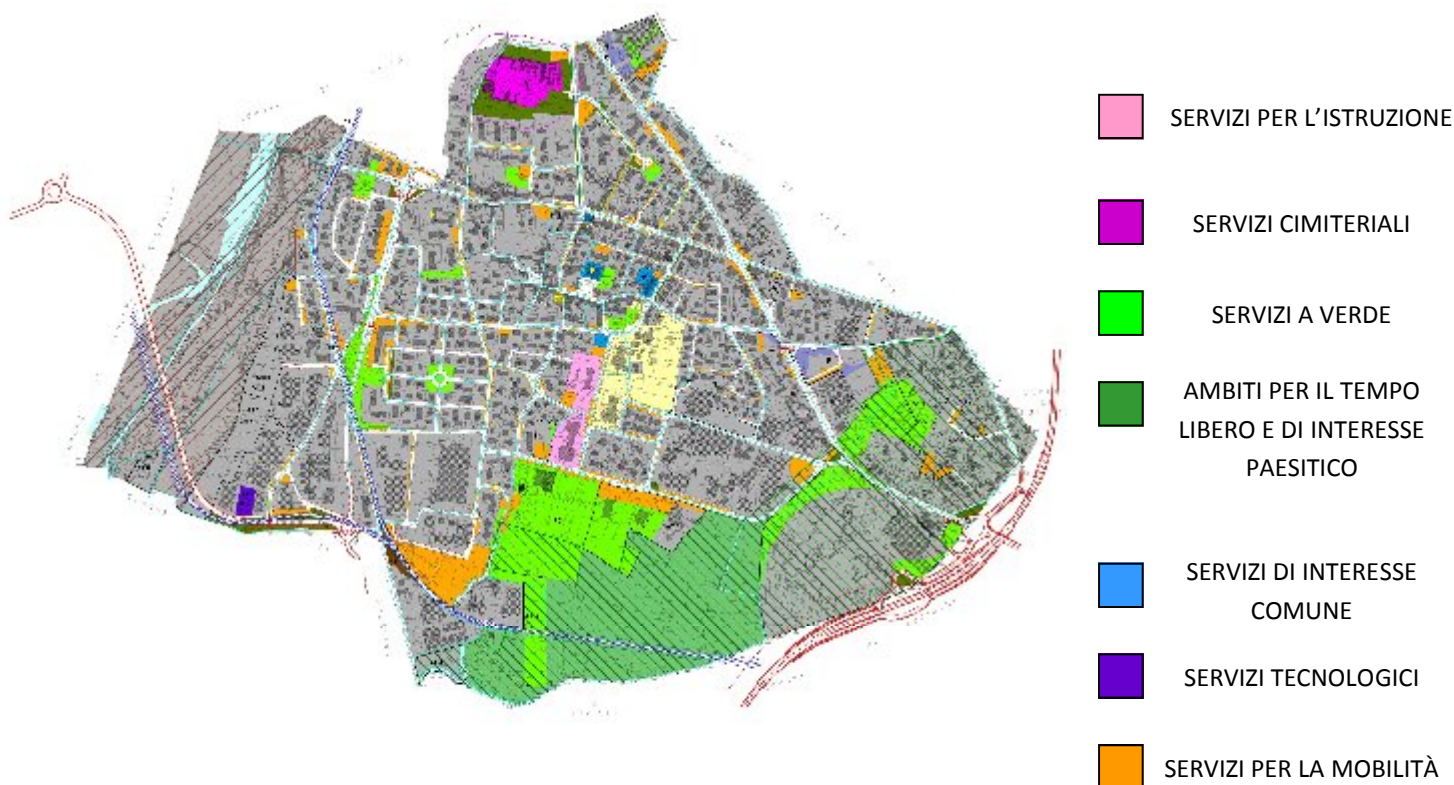 SERVIZI PER L’ISTRUZIONE
SERVIZI CIMITERIALI
SERVIZI A VERDE
AMBITI PER IL TEMPO
LIBERO E DI INTERESSE
PAESITICO
SERVIZI DI INTERESSE
COMUNE
SERVIZI TECNOLOGICI
SERVIZI PER LA MOBILITÀ